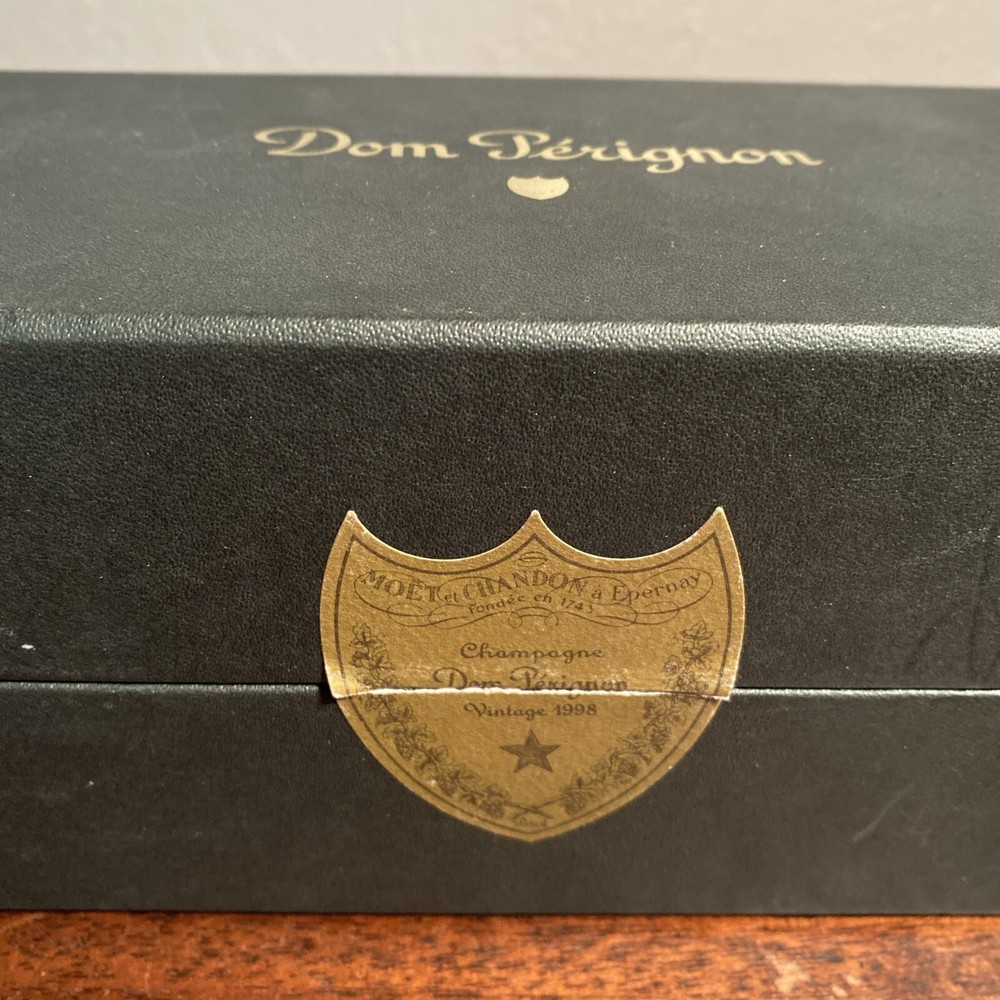 Dom Pérignon
MOËT et CHANDON à Epernay
Fondée en 1743
Champagne
Dom Pérignon
Vintage 1998